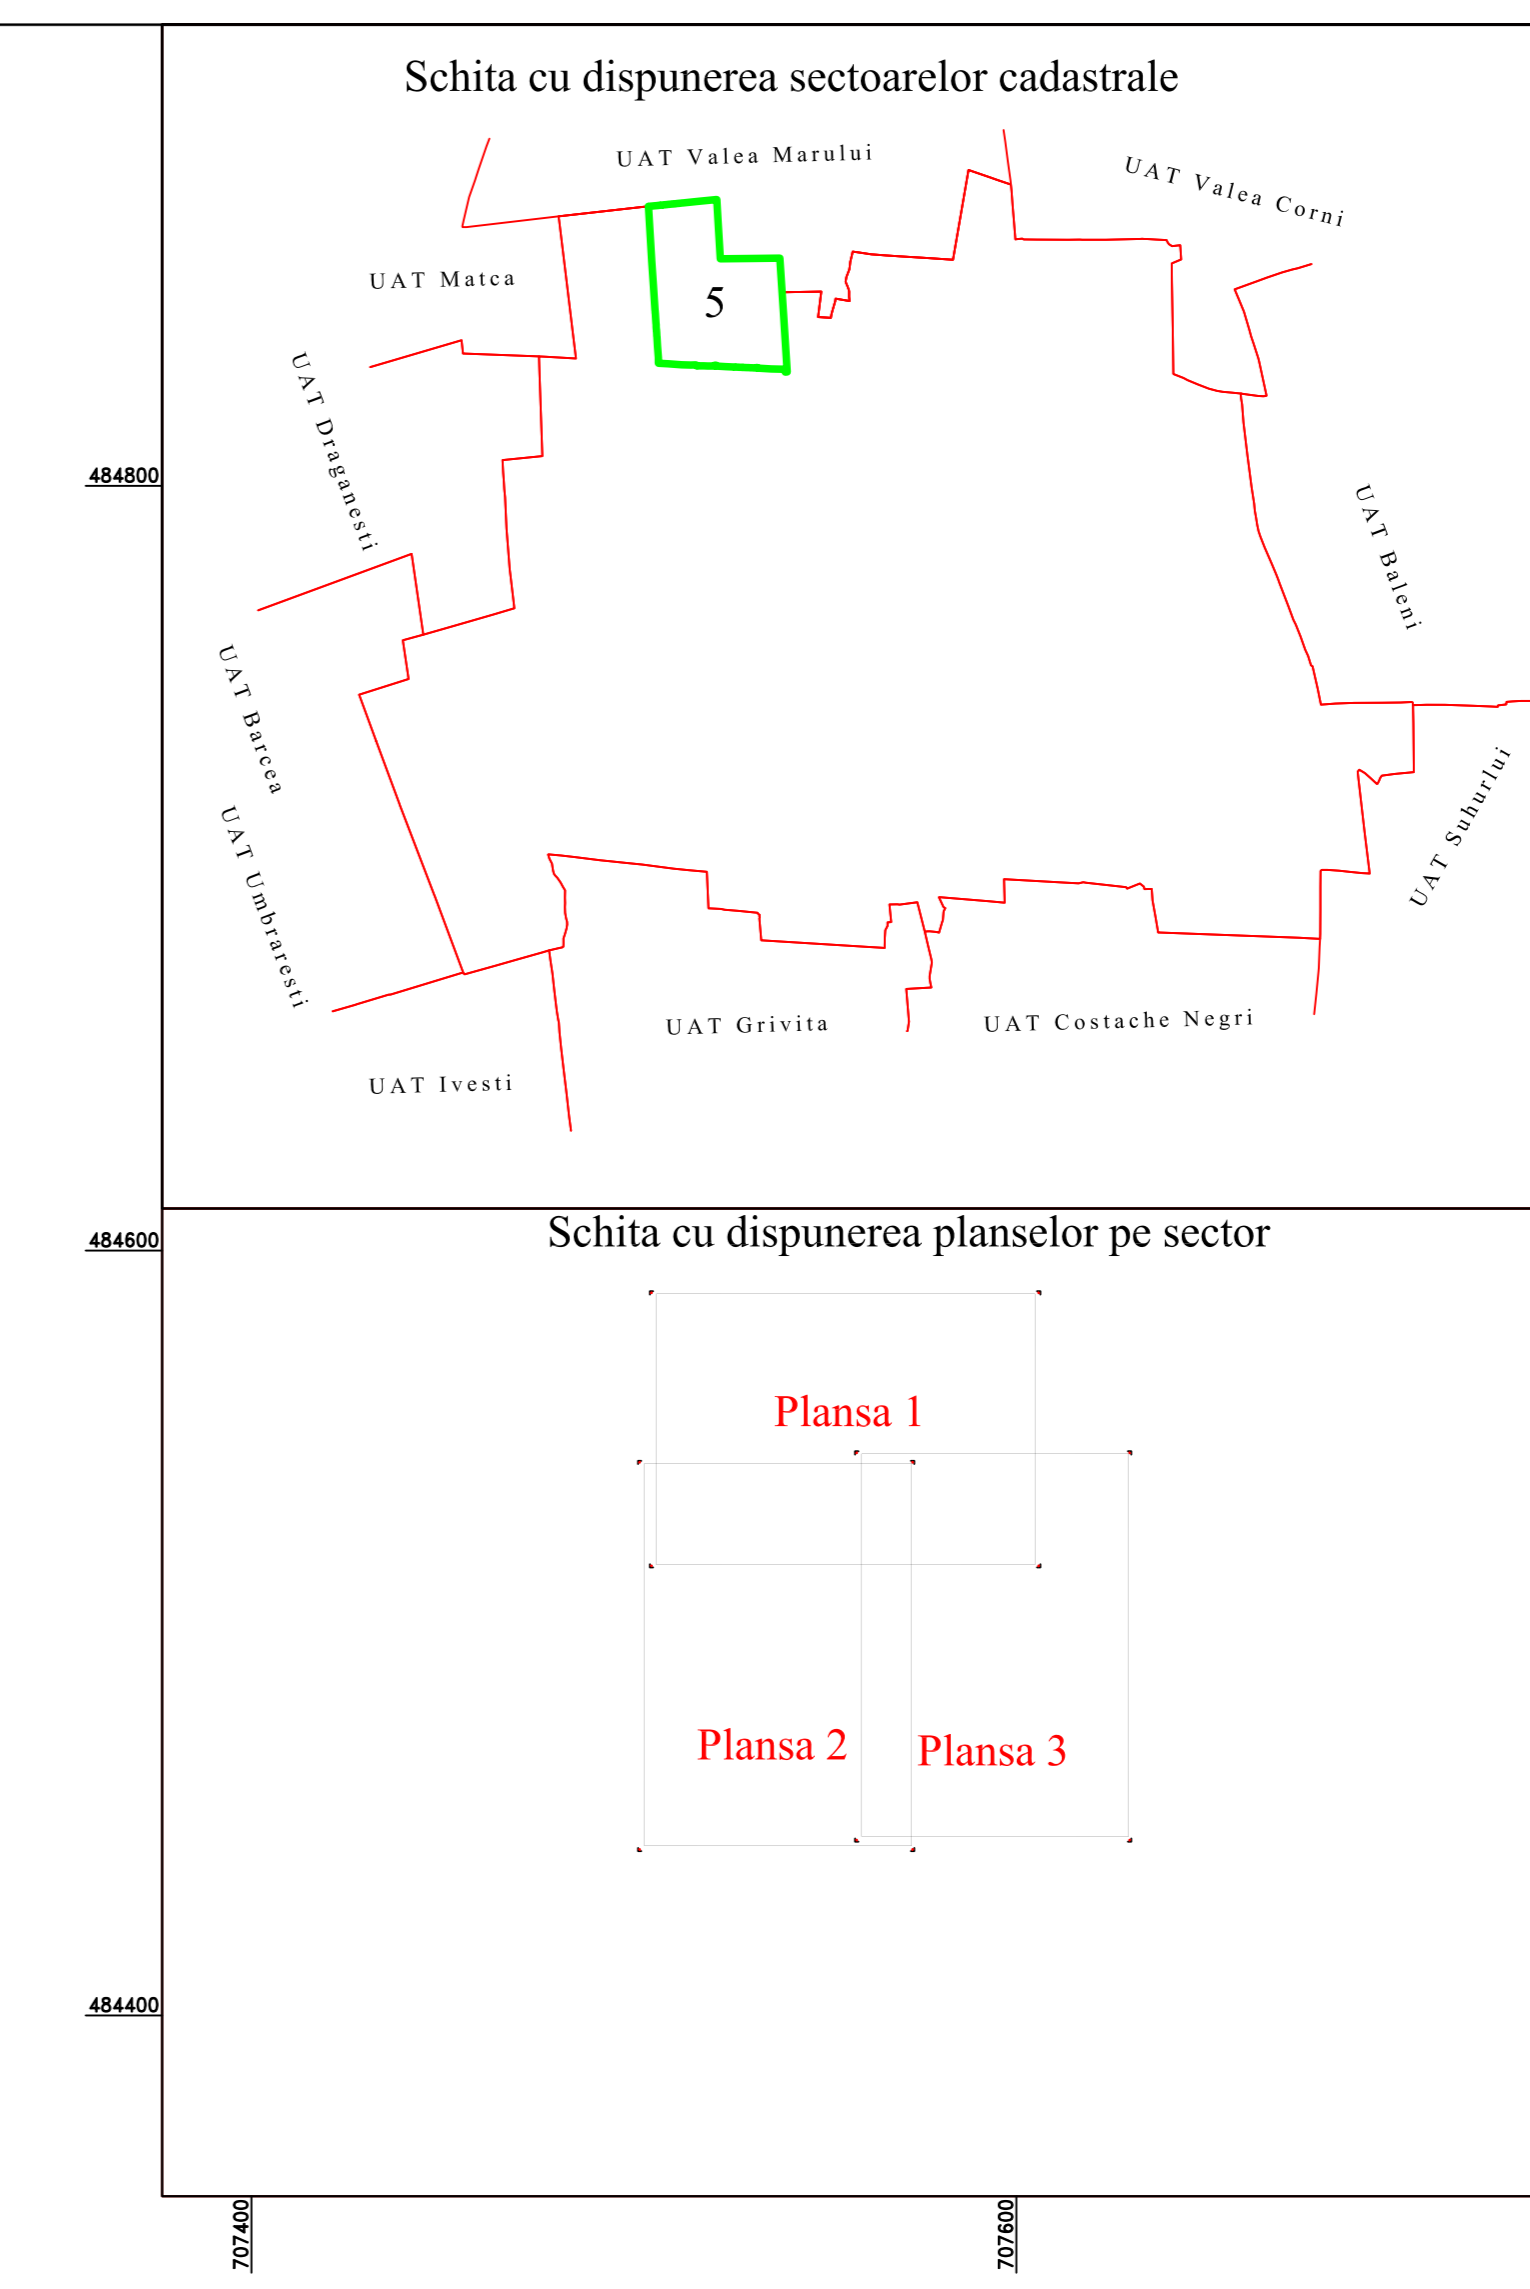 Schita cu dispunerea sectoarelor cadastrale
UAT Valea Marului
UAT Valea Corni
UAT Matca
5
UAT Draganesti
484800
UAT Baleni
UAT Barcea
UAT Suhurlui
UAT Umbraresti
UAT Grivita
UAT Costache Negri
UAT Ivesti
Schita cu dispunerea planselor pe sector
484600
Plansa 1
Plansa 2
Plansa 3
484400
707400
707600